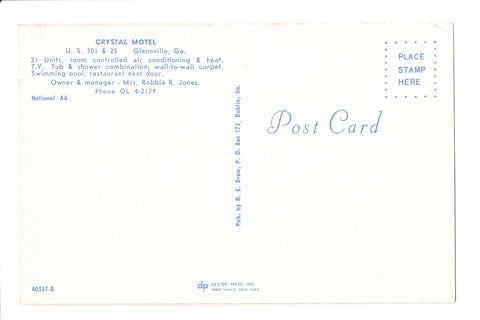 CRYSTAL MOTEL
U. S. 301 & 25 Glennville, Ga.
21 Units, room controlled air conditioning & heat.
T.V, Tub & shower combination, wall-to-wall carpet.
Swimming pool, restaurant next door.
Owner & manager - Mrs, Robbie R. Jones.
Phone OL 4-2179
National AA
PLACE
STAMP
HERE
Post Card
Pub. by R. E. Drew, P. O. Box 173, Dublin, Ga.
60557-B
dp DEXTER PRESS, INC
WEST NYACK, NEW YORK